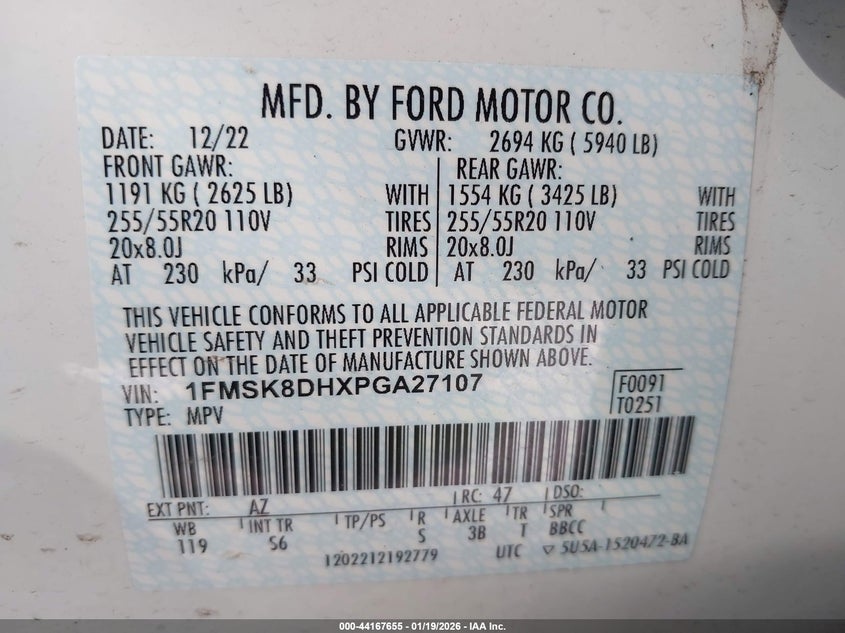 MFD. BY FORD MOTOR CO.
DATE: 12/22 GVWR: 2694 KG ( 5940 LB)
FRONT GAWR: REAR GAWR:
1191 KG ( 2625 LB) WITH 1554 KG ( 3425 LB) WITH
255/55R20 110V TIRES 255/55R20 110V TIRES
20x8.0J RIMS 20x8.0J RIMS
AT 230 kPa/ 33 PSI COLD AT 230 kPa/ 33 PSI COLD
THIS VEHICLE CONFORMS TO ALL APPLICABLE FEDERAL MOTOR
VEHICLE SAFETY AND THEFT PREVENTION STANDARDS IN
EFFECT ON THE DATE OF MANUFACTURE SHOWN ABOVE.
VIN: 1FMSK8DHXPGA27107 F0091
TYPE: MPV T0251
EXT PNT: AZ RC: 47 DSO:
WB INT TR TP/PS R AXLE TR SPR
119 S6 S 3B T BBCC
1202212192779 UTC ▽ 5U5A-1520472-BA
000-44167655 - 01/19/2026 - IAA Inc.